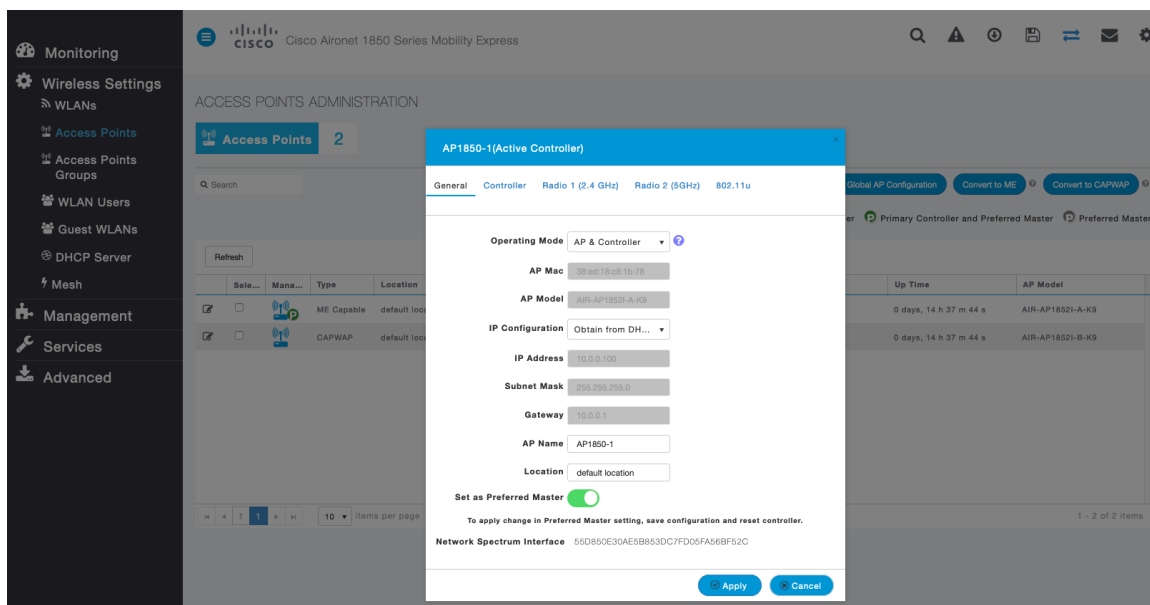 Monitoring
Wireless Settings
WLANs
Access Points
Access Points
Groups
WLAN Users
Guest WLANs
DHCP Server
Mesh
Management
Services
Advanced
CISCO Cisco Aironet 1850 Series Mobility Express
ACCESS POINTS ADMINISTRATION
Access Points 2
Search
Global AP Configuration Convert to ME Convert to CAPWAP
er P Primary Controller and Preferred Master P Preferred Master
Refresh
Sele... Mana... Type Location Up Time AP Model
P ME Capable default loca 0 days, 14 h 37 m 44 s AIR-AP1852I-A-K9
CAPWAP default loca 0 days, 14 h 37 m 44 s AIR-AP1852I-B-K9
1 1 10 items per page 1 - 2 of 2 items
AP1850-1(Active Controller)
General Controller Radio 1 (2.4 GHz) Radio 2 (5GHz) 802.11u
Operating Mode AP & Controller ?
AP Mac 38:ed:18:c8:1b:78
AP Model AIR-AP1852I-A-K9
IP Configuration Obtain from DH...
IP Address 10.0.0.100
Subnet Mask 255.255.255.0
Gateway 10.0.0.1
AP Name AP1850-1
Location default location
Set as Preferred Master
To apply change in Preferred Master setting, save configuration and reset controller.
Network Spectrum Interface 55D850E30AE5B853DC7FD05FA56BF52C
Apply Cancel